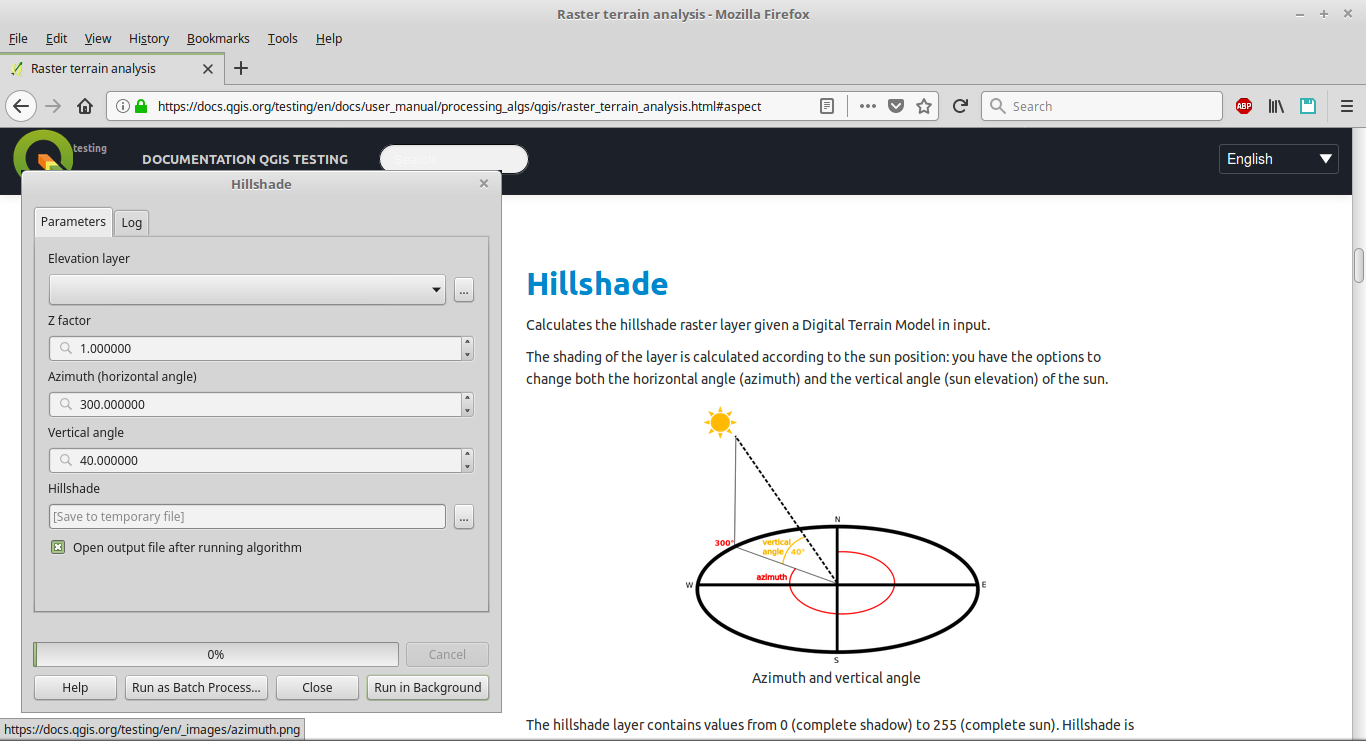 Raster terrain analysis - Mozilla Firefox
File Edit View History Bookmarks Tools Help
Raster terrain analysis
https://docs.qgis.org/testing/en/docs/user_manual/processing_algs/qgis/raster_terrain_analysis.html#aspect
ABP
Search
testing
DOCUMENTATION QGIS TESTING
Search
English
Hillshade
Parameters Log
Elevation layer
...
Z factor
1.000000
Azimuth (horizontal angle)
300.000000
Vertical angle
40.000000
Hillshade
[Save to temporary file]
...
Open output file after running algorithm
0%
Cancel
Help Run as Batch Process... Close Run in Background
Hillshade
Calculates the hillshade raster layer given a Digital Terrain Model in input.
The shading of the layer is calculated according to the sun position: you have the options to
change both the horizontal angle (azimuth) and the vertical angle (sun elevation) of the sun.
N
300°
vertical
angle 40°
azimuth
W
E
S
Azimuth and vertical angle
The hillshade layer contains values from 0 (complete shadow) to 255 (complete sun). Hillshade is
https://docs.qgis.org/testing/en/_images/azimuth.png